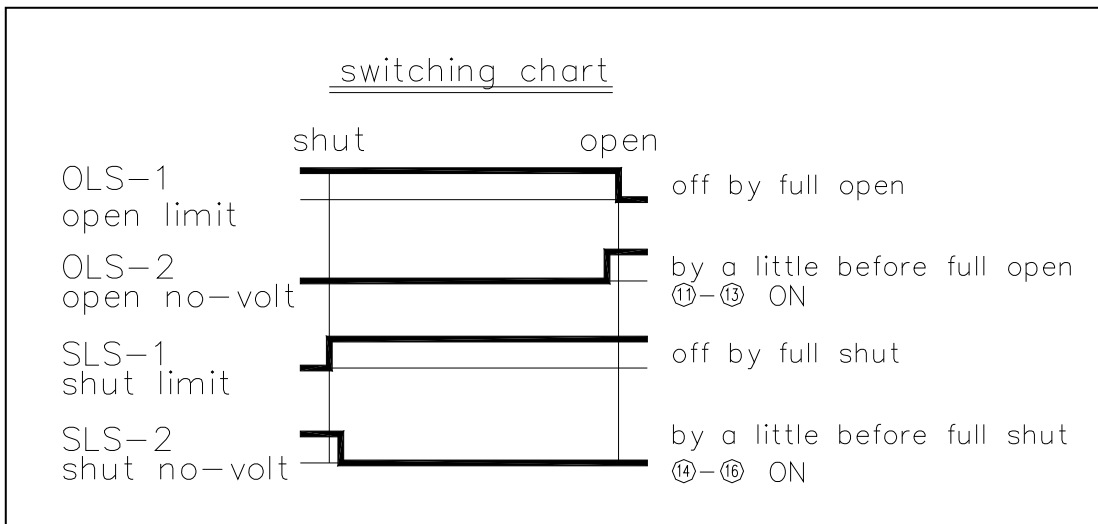 switching chart
shut open
OLS-1
open limit
off by full open
OLS-2
open no-volt
by a little before full open
⑪-⑬ ON
SLS-1
shut limit
off by full shut
SLS-2
shut no-volt
by a little before full shut
⑭-⑯ ON